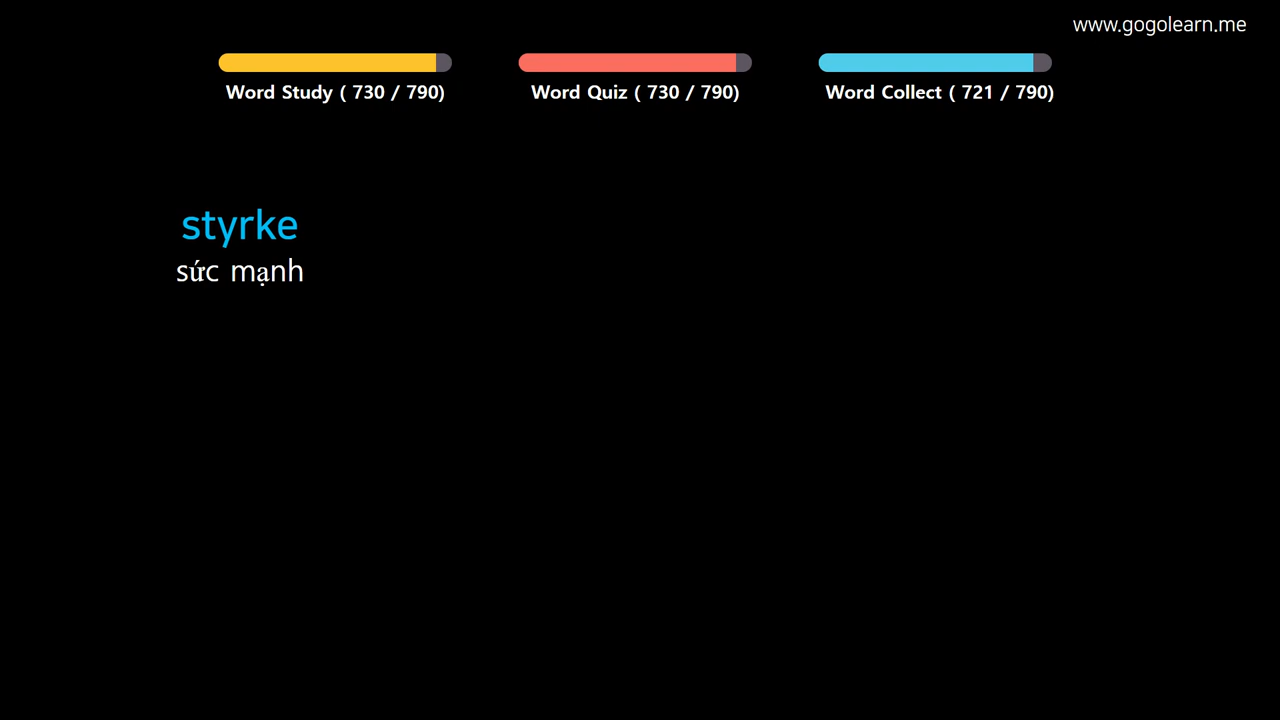 www.gogolearn.me
Word Study ( 730 / 790)
Word Quiz ( 730 / 790)
Word Collect ( 721 / 790)
styrke
sức mạnh